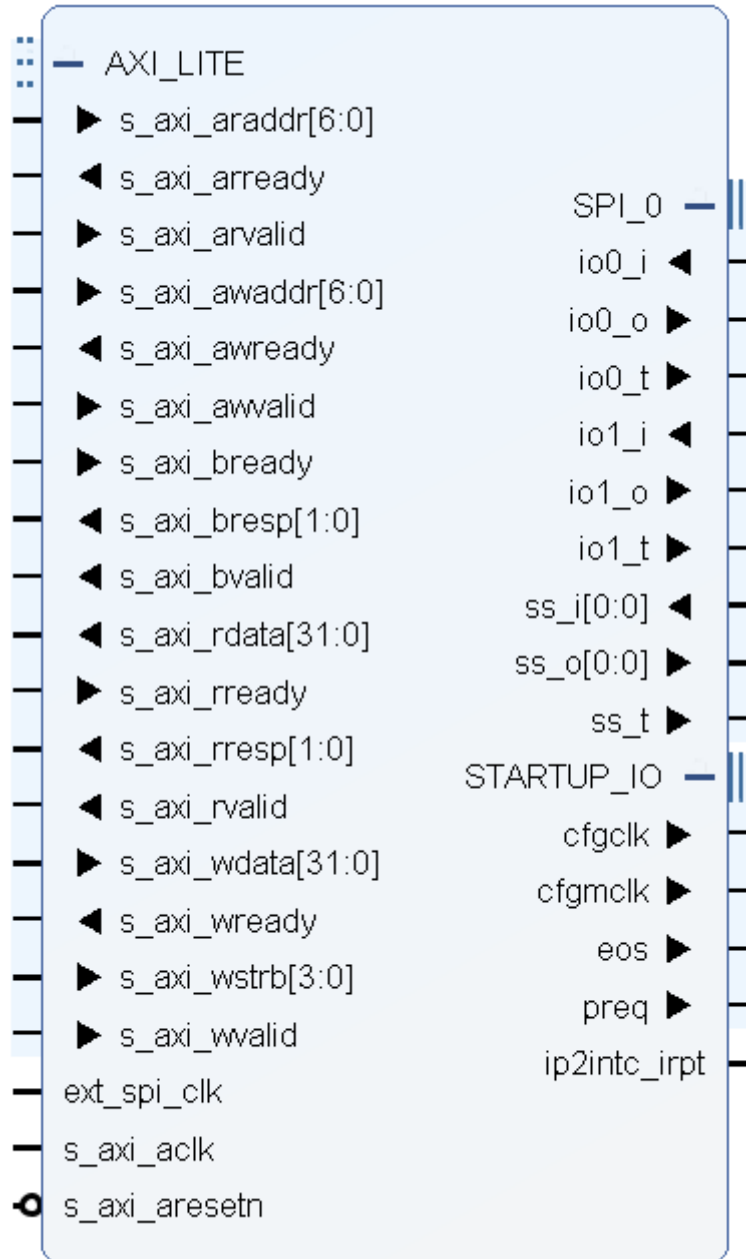 AXI_LITE
s_axi_araddr[6:0]
s_axi_arready
s_axi_arvalid
s_axi_awaddr[6:0]
s_axi_awready
s_axi_awvalid
s_axi_bready
s_axi_bresp[1:0]
s_axi_bvalid
s_axi_rdata[31:0]
s_axi_rready
s_axi_rresp[1:0]
s_axi_rvalid
s_axi_wdata[31:0]
s_axi_wready
s_axi_wstrb[3:0]
s_axi_wvalid
ext_spi_clk
s_axi_aclk
s_axi_aresetn
SPI_0
io0_i
io0_o
io0_t
io1_i
io1_o
io1_t
ss_i[0:0]
ss_o[0:0]
ss_t
STARTUP_IO
cfgclk
cfgmclk
eos
preq
ip2intc_irpt